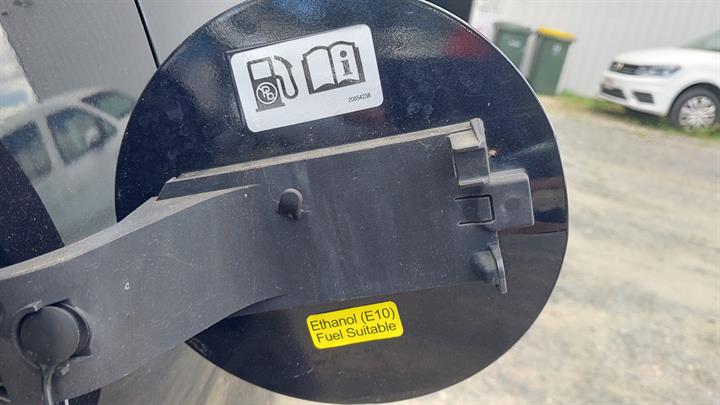 20854238
Ethanol (E10)
Fuel Suitable